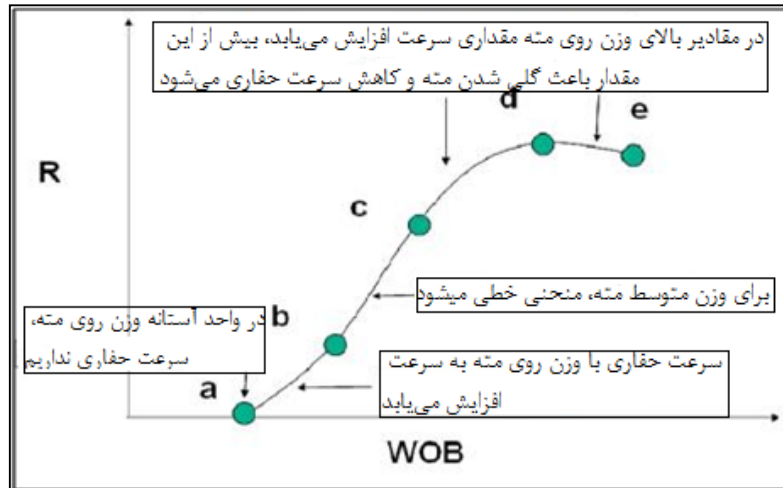 در مقادیر بالای وزن روی مته مقداری سرعت افزایش می‌یابد، بیش از این
مقدار باعث گلی شدن مته و کاهش سرعت حفاری می‌شود
d
e
R
c
برای وزن متوسط مته، منحنی خطی میشود
b
در واحد آستانه وزن روی مته،
سرعت حفاری نداریم
سرعت حفاری با وزن روی مته به سرعت
افزایش می‌یابد
a
WOB